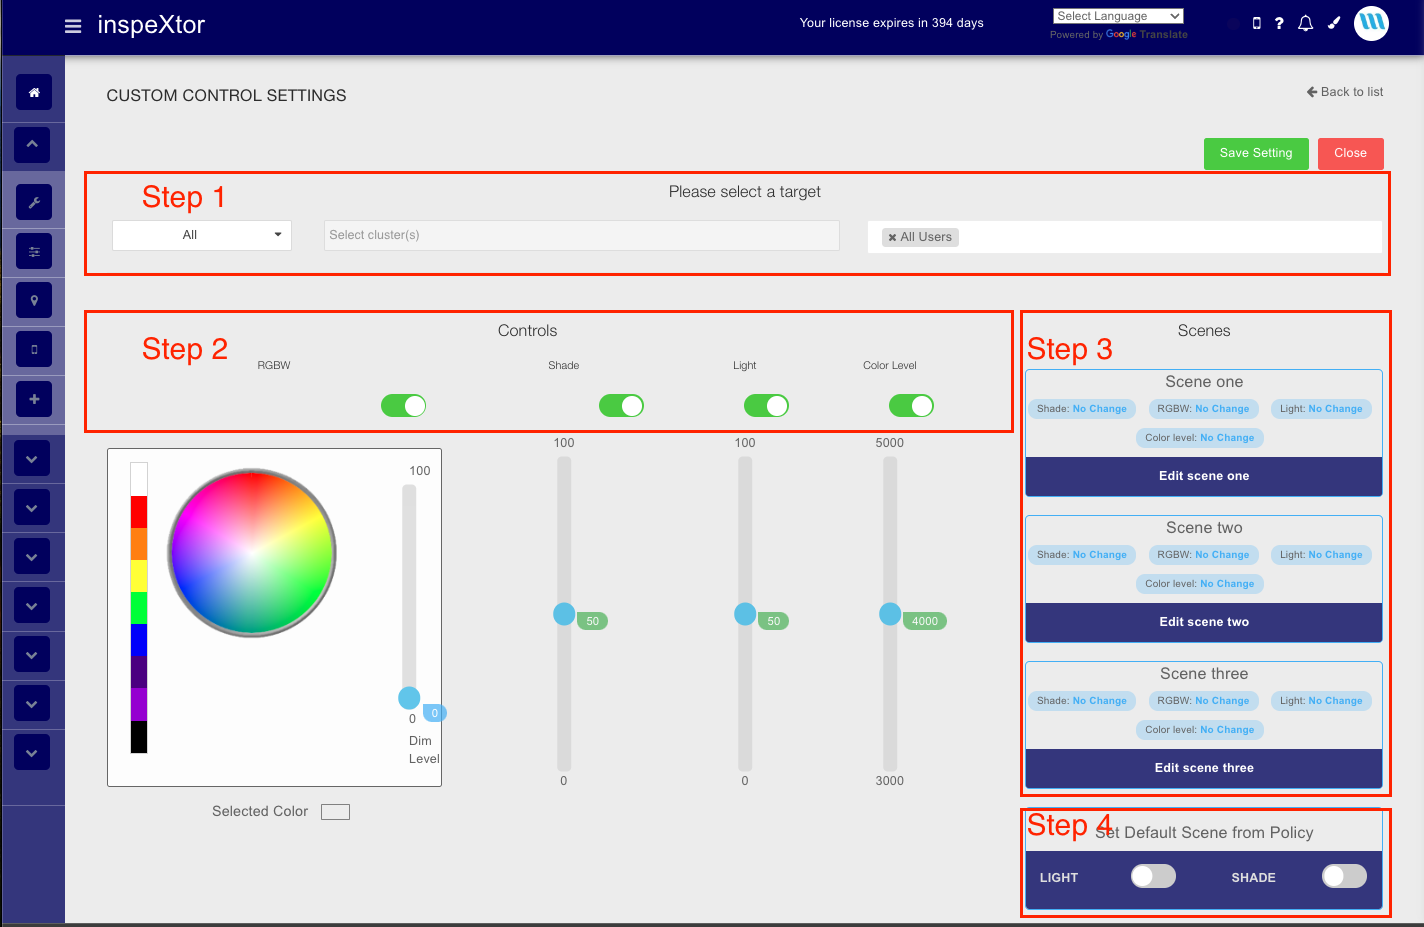 inspeXtor
Your license expires in 394 days
Select Language
Powered by Google Translate
?
CUSTOM CONTROL SETTINGS
Back to list
Save Setting
Close
Step 1
Please select a target
All
Select cluster(s)
All Users
Step 2
Controls
RGBW
Shade
Light
Color Level
100
0
0
Dim
Level
Selected Color
100
50
0
100
50
0
5000
4000
3000
Scenes
Step 3
Scene one
Shade: No Change
RGBW: No Change
Light: No Change
Color level: No Change
Edit scene one
Scene two
Shade: No Change
RGBW: No Change
Light: No Change
Color level: No Change
Edit scene two
Scene three
Shade: No Change
RGBW: No Change
Light: No Change
Color level: No Change
Edit scene three
Step 4
Set Default Scene from Policy
LIGHT
SHADE